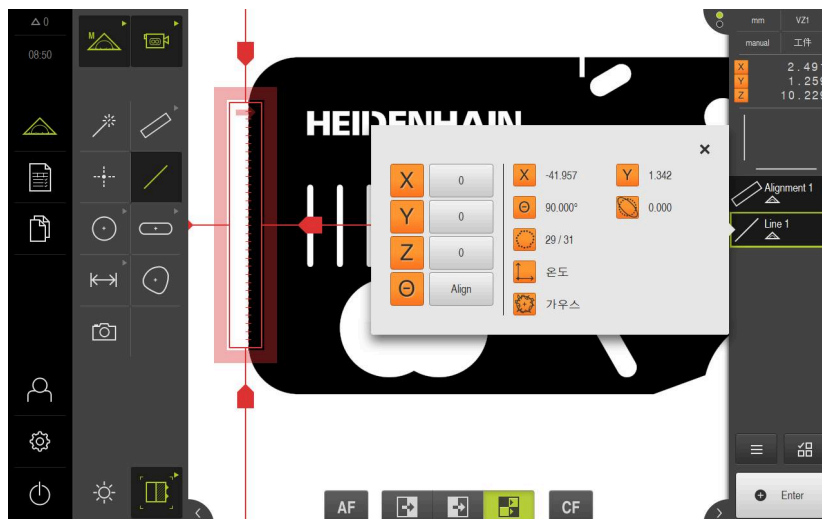 0
08:50
M
mm VZ1
manual 工件
X 2.491
Y 1.259
Z 10.229
HEIDENHAIN
X 0
Y 0
Z 0
Θ Align
X -41.957 Y 1.342
Θ 90.000° 0.000
29 / 31
온도
가우스
Alignment 1
Line 1
AF CF
Enter